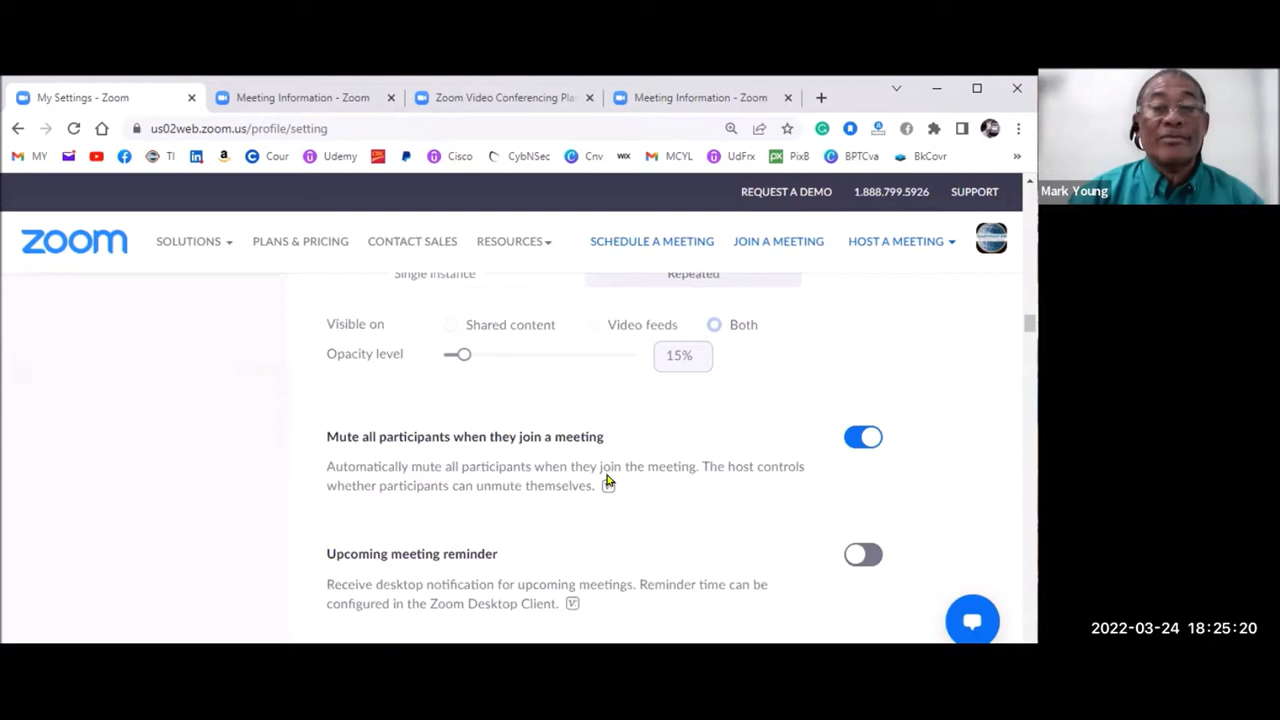 My Settings - Zoom
Meeting Information - Zoom
Zoom Video Conferencing Pla
Meeting Information - Zoom
us02web.zoom.us/profile/setting
MY
TI
Cour
Udemy
Cisco
CybNSec
Cnv
WIX
MCYL
UdFrx
px
PixB
BPTCva
BkCovr
Mark Young
REQUEST A DEMO 1.888.799.5926 SUPPORT
zoom
SOLUTIONS PLANS & PRICING CONTACT SALES RESOURCES SCHEDULE A MEETING JOIN A MEETING HOST A MEETING
Single Instance Repeated
Visible on Shared content Video feeds Both
Opacity level 15%
Mute all participants when they join a meeting
Automatically mute all participants when they join the meeting. The host controls
whether participants can unmute themselves.
Upcoming meeting reminder
Receive desktop notification for upcoming meetings. Reminder time can be
configured in the Zoom Desktop Client.
2022-03-24 18:25:20